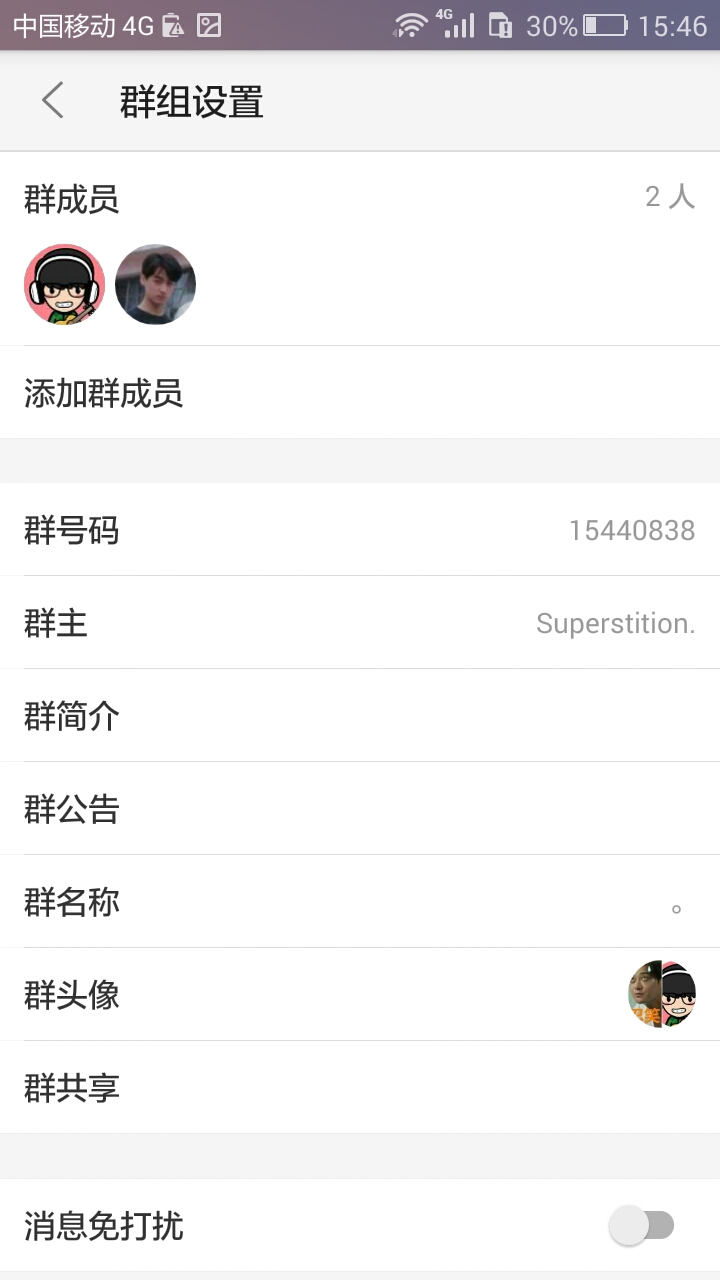 中国移动 4G 4G 30% 15:46
群组设置
群成员 2 人
添加群成员
群号码 15440838
群主 Superstition.
群简介
群公告
群名称 。
群头像
群共享
消息免打扰